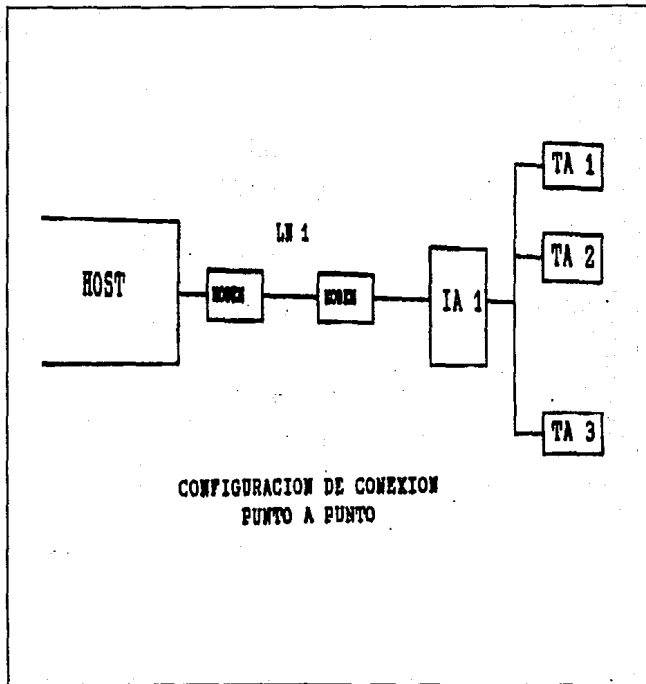 TA 1
LN 1
TA 2
HOST
MODEM
MODEM
IA 1
TA 3
CONFIGURACION DE CONEXION
PUNTO A PUNTO